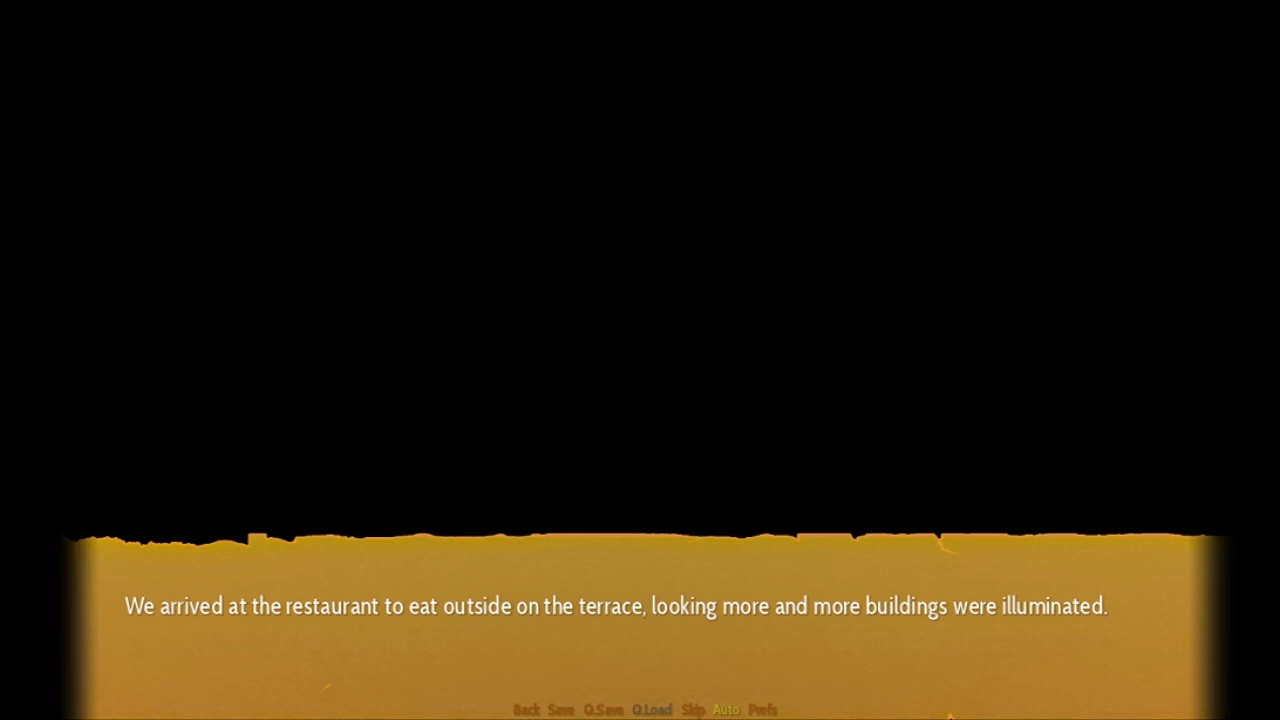 We arrived at the restaurant to eat outside on the terrace, looking more and more buildings were illuminated.
Back Save Q.Save Q.Load Skip Auto Prefs